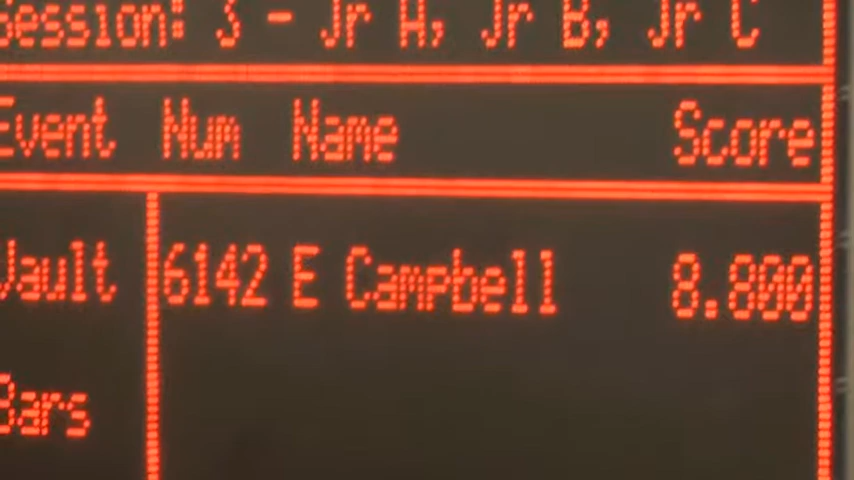 Session: 3 - Jr A, Jr B, Jr C
Event Num Name Score
Vault 6142 E Campbell 8.800
Bars